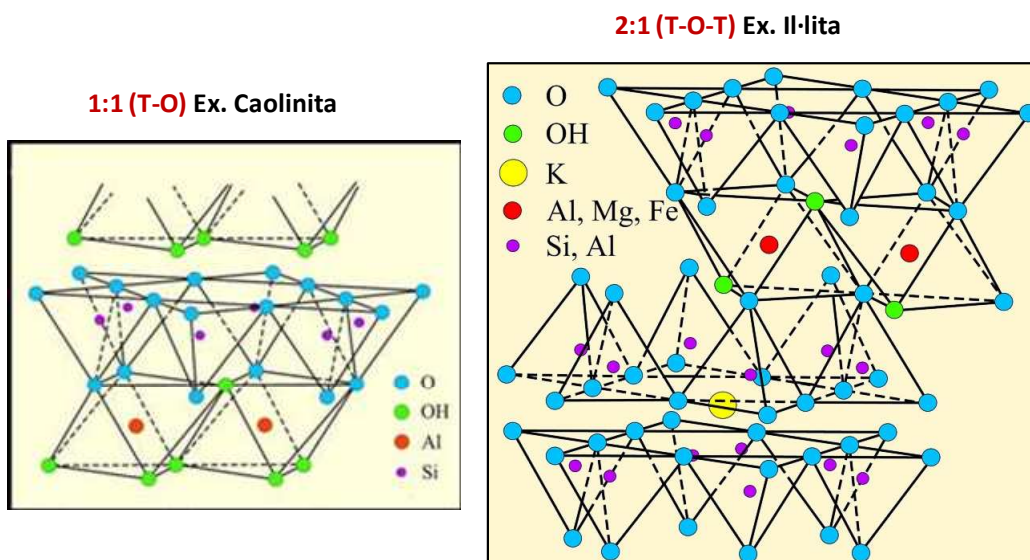 2:1 (T-O-T) Ex. Il·lita
1:1 (T-O) Ex. Caolinita
O
OH
K
Al, Mg, Fe
Si, Al
O
OH
Al
Si